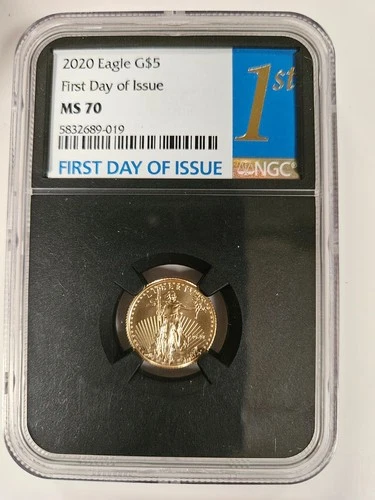 2020 Eagle G$5
First Day of Issue
MS 70
5832689-019
FIRST DAY OF ISSUE
1st
NGC